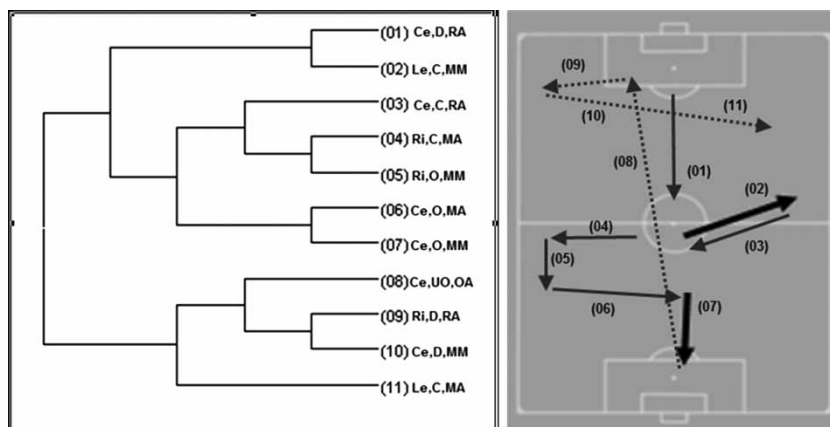 (01) Ce,D,RA
(02) Le,C,MM
(03) Ce,C,RA
(04) Ri,C,MA
(05) Ri,O,MM
(06) Ce,O,MA
(07) Ce,O,MM
(08) Ce,UO,OA
(09) Ri,D,RA
(10) Ce,D,MM
(11) Le,C,MA
(09)
(10)
(11)
(08)
(01)
(02)
(03)
(04)
(05)
(06)
(07)